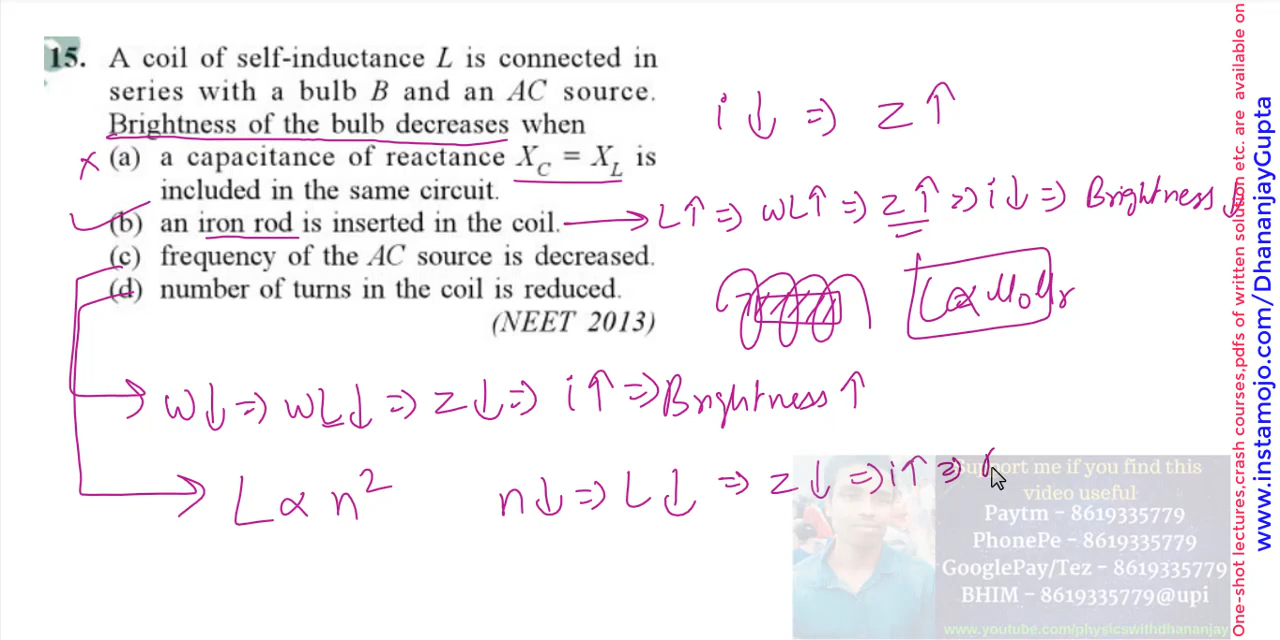 15. A coil of self-inductance L is connected in
series with a bulb B and an AC source.
Brightness of the bulb decreases when
(a) a capacitance of reactance X_C = X_L is
included in the same circuit.
(b) an iron rod is inserted in the coil.
(c) frequency of the AC source is decreased.
(d) number of turns in the coil is reduced.
(NEET 2013)
i ↓ ⇒ Z ↑
L↑ ⇒ WL↑ ⇒ Z↑ ⇒ i↓ ⇒ Brightness ↓
L ∝ μ₀μᵣ
W↓ ⇒ WL↓ ⇒ Z↓ ⇒ i↑ ⇒ Brightness ↑
L ∝ n² n↓ ⇒ L↓ ⇒ Z↓ ⇒ i↑ ⇒
Support me if you find this
video useful
Paytm - 8619335779
PhonePe - 8619335779
GooglePay/Tez - 8619335779
BHIM - 8619335779@upi
www.youtube.com/physicswithdhananjay
One-shot lectures,crash courses,pdfs of written solution etc. are available on
www.instamojo.com/DhananjayGupta